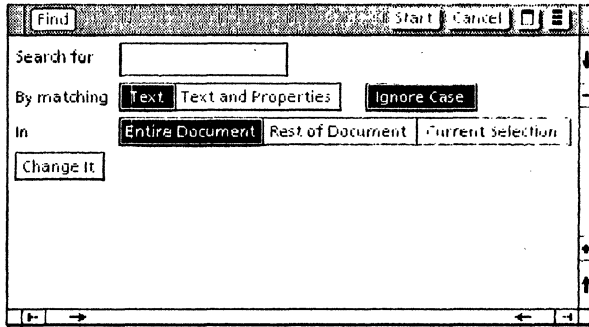 Find Start Cancel
Search for
By matching Text Text and Properties Ignore Case
In Entire Document Rest of Document Current Selection
Change It